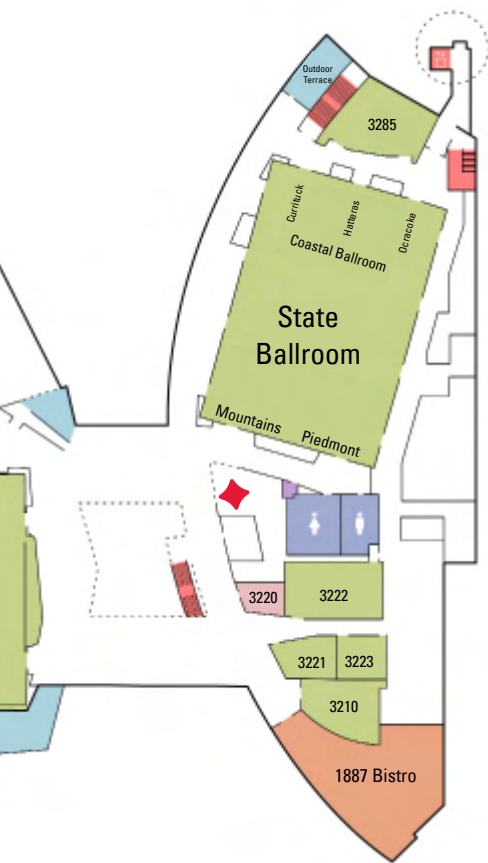 Outdoor
Terrace
3285
Currituck
Hatteras
Ocracoke
Coastal Ballroom
State
Ballroom
Mountains
Piedmont
3220
3222
3221
3223
3210
1887 Bistro